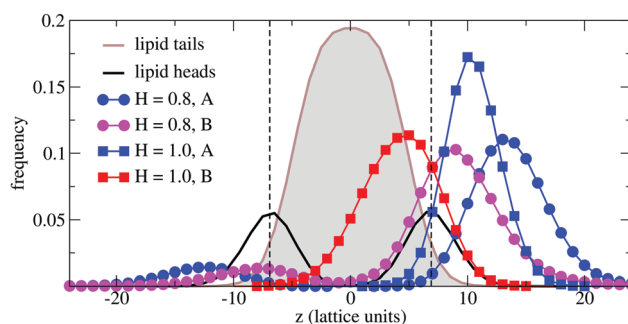 0.2
0.15
0.1
0.05
0
frequency
lipid tails
lipid heads
H = 0.8, A
H = 0.8, B
H = 1.0, A
H = 1.0, B
-20
-10
0
10
20
z (lattice units)